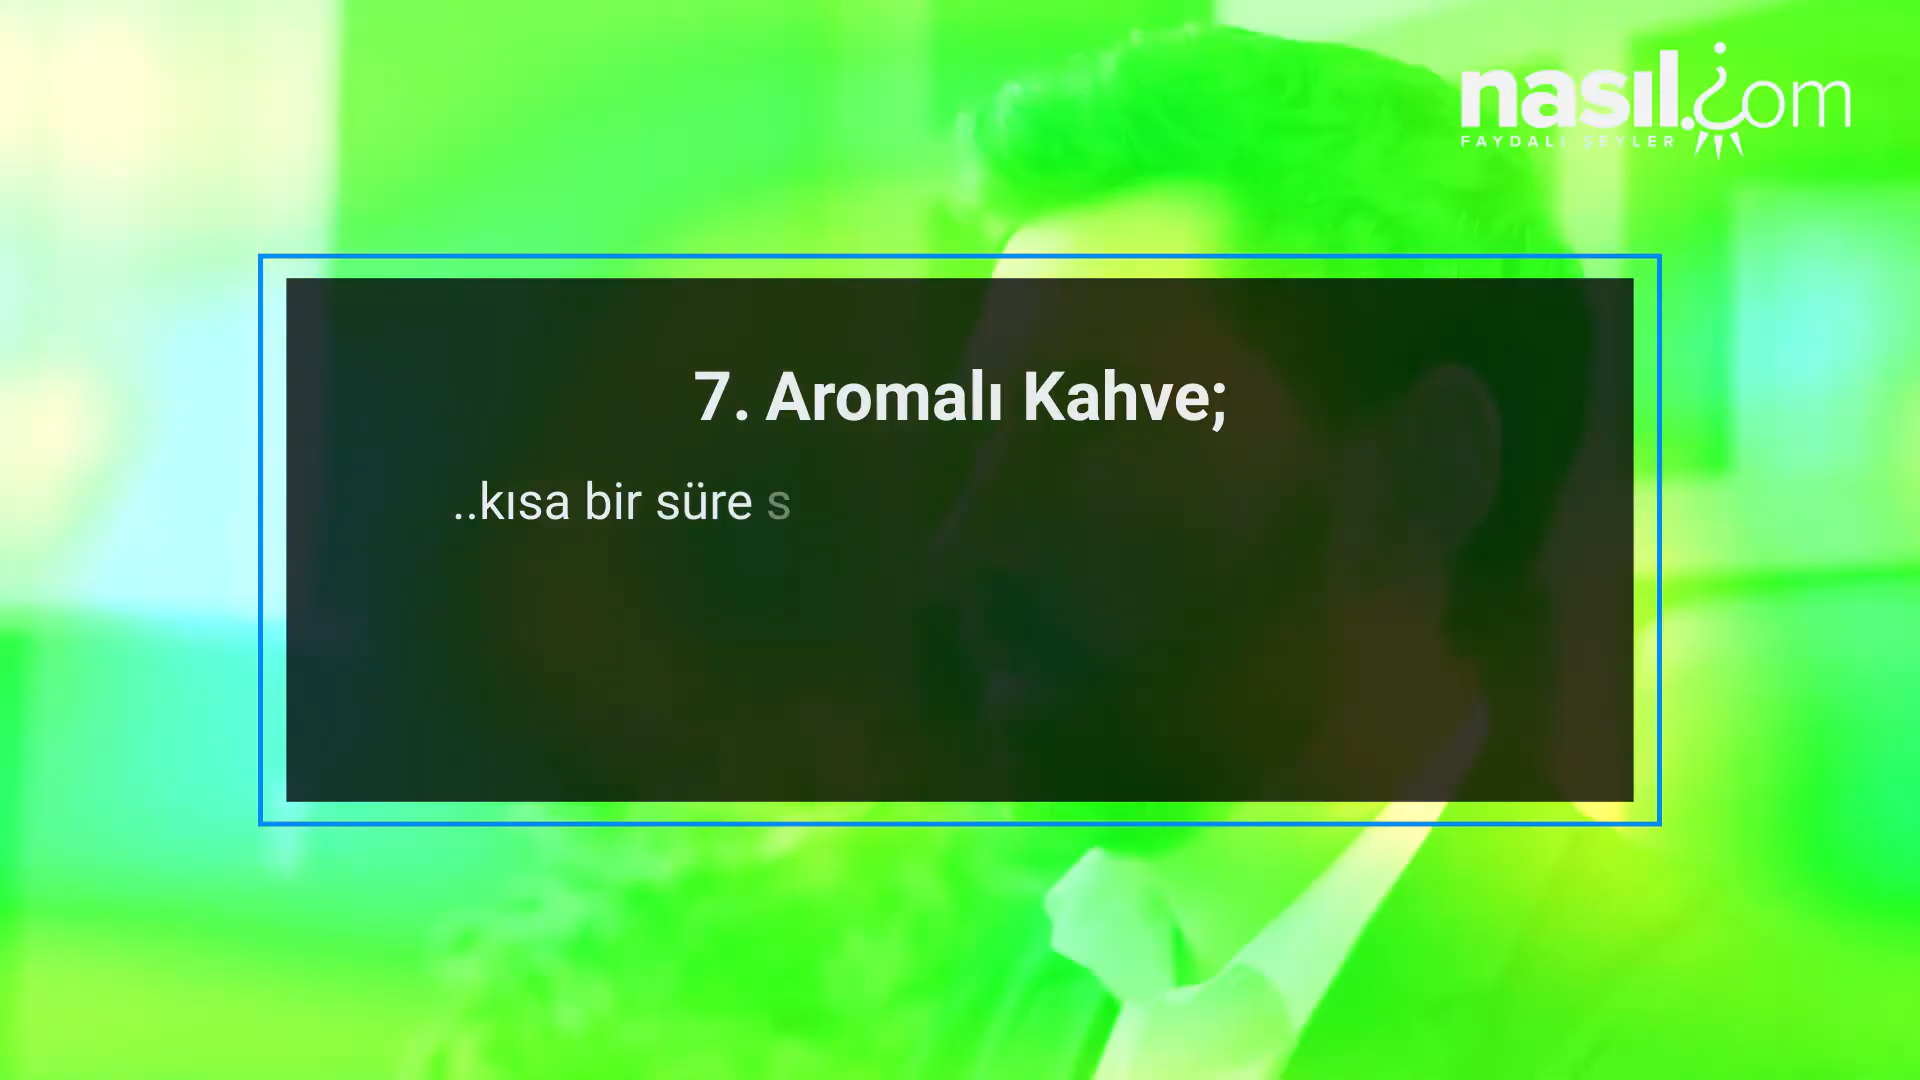 nasıl.com
FAYDALI ŞEYLER
7. Aromalı Kahve;
..kısa bir süre s